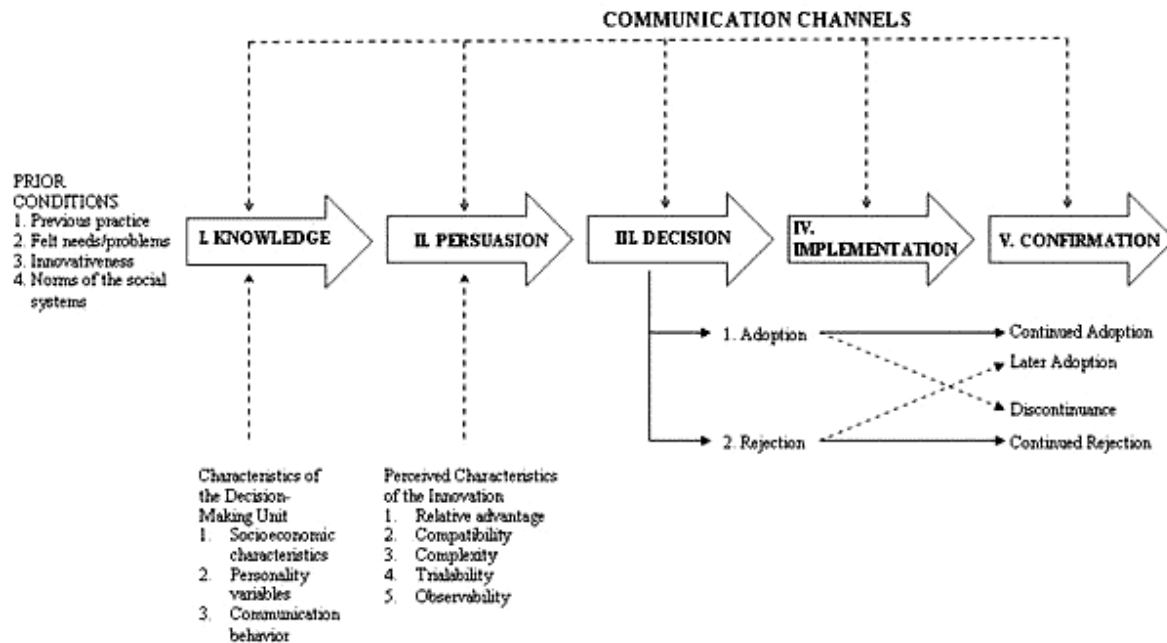 COMMUNICATION CHANNELS
PRIOR
CONDITIONS
1. Previous practice
2. Felt needs/problems
3. Innovativeness
4. Norms of the social
systems
I. KNOWLEDGE
II. PERSUASION
III. DECISION
IV.
IMPLEMENTATION
V. CONFIRMATION
1. Adoption
Continued Adoption
Later Adoption
Discontinuance
2. Rejection
Continued Rejection
Characteristics of
the Decision-
Making Unit
1. Socioeconomic
characteristics
2. Personality
variables
3. Communication
behavior
Perceived Characteristics
of the Innovation
1. Relative advantage
2. Compatibility
3. Complexity
4. Trialability
5. Observability